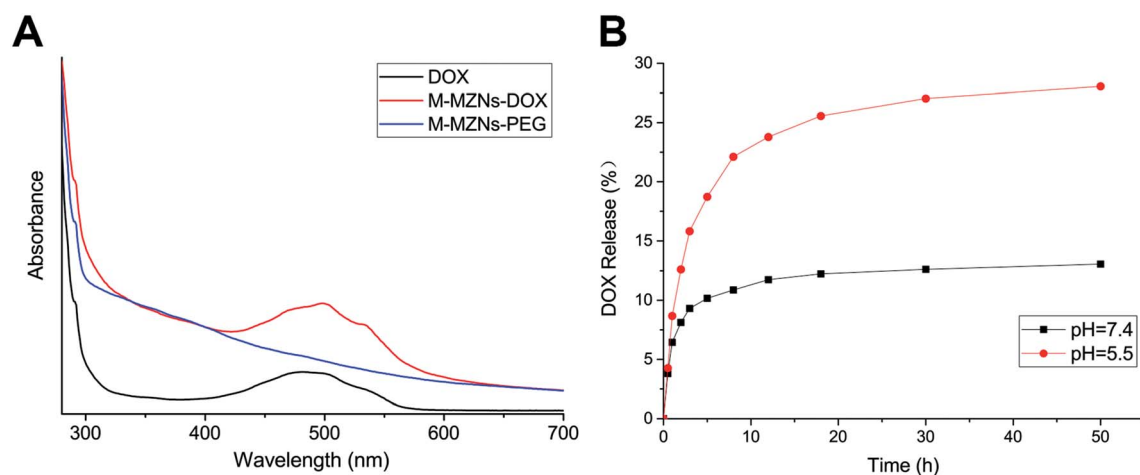 A
Absorbance
DOX
M-MZNs-DOX
M-MZNs-PEG
300
400
500
600
700
Wavelength (nm)
B
DOX Release (%)
30
25
20
15
10
5
0
pH=7.4
pH=5.5
0
10
20
30
40
50
Time (h)